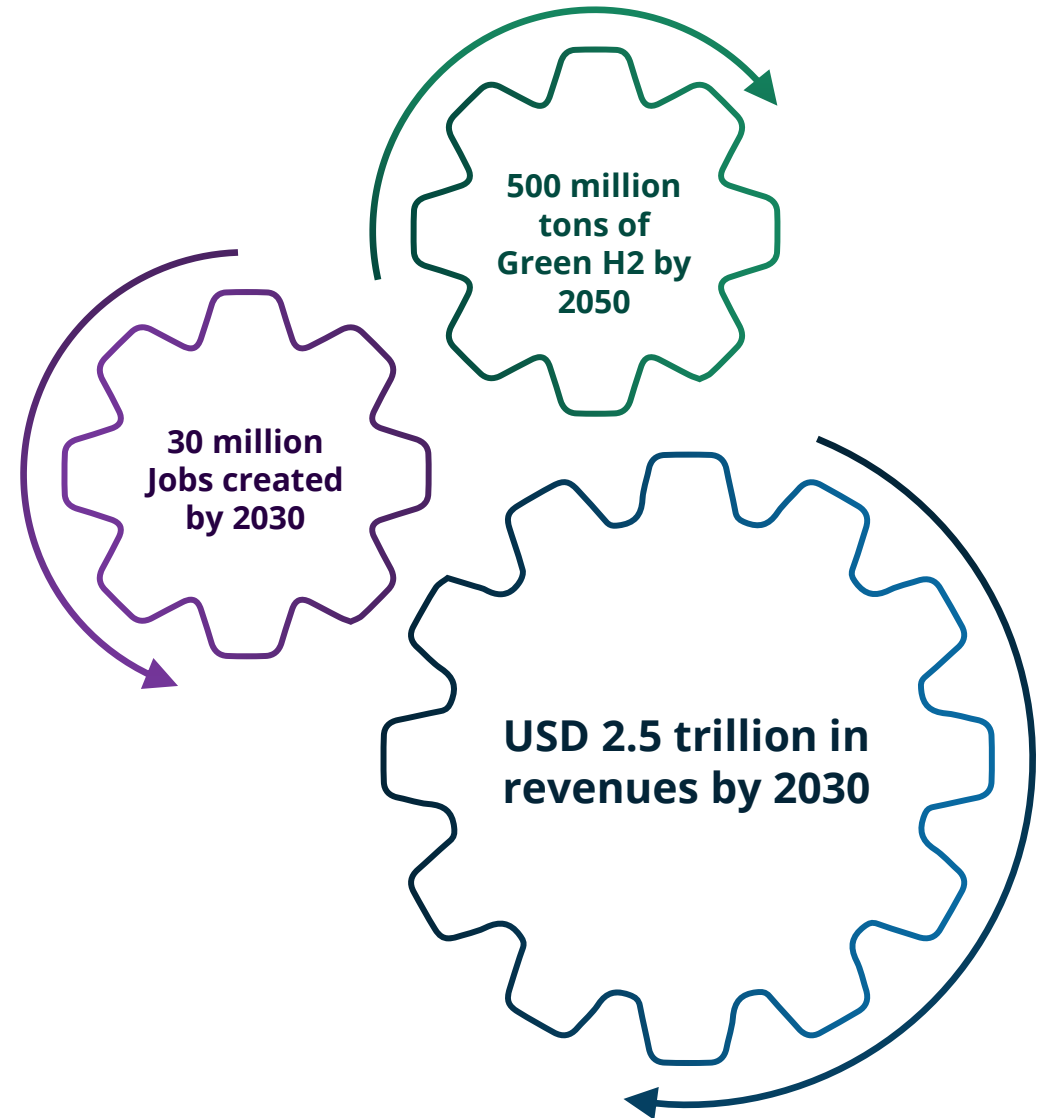 500 million
tons of
Green H2 by
2050
30 million
Jobs created
by 2030
USD 2.5 trillion in
revenues by 2030